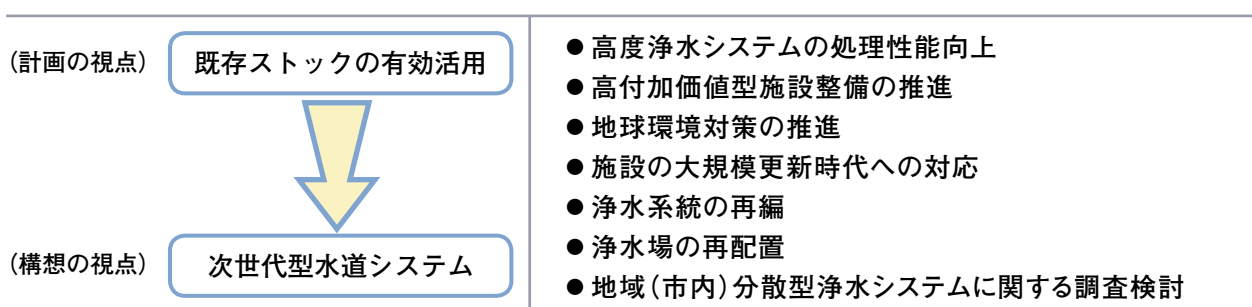 (計画の視点)
既存ストックの有効活用
(構想の視点)
次世代型水道システム
●高度浄水システムの処理性能向上
●高付加価値型施設整備の推進
●地球環境対策の推進
●施設の大規模更新時代への対応
●浄水系統の再編
●浄水場の再配置
●地域(市内)分散型浄水システムに関する調査検討